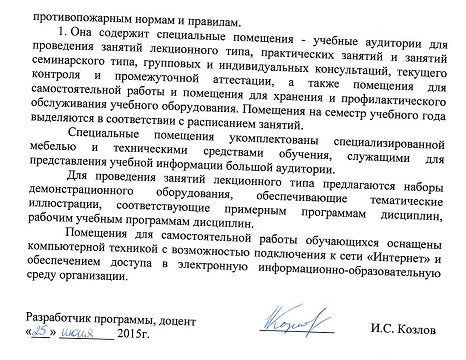 противопожарным нормам и правилам.
1. Она содержит специальные помещения - учебные аудитории для
проведения занятий лекционного типа, практических занятий и занятий
семинарского типа, групповых и индивидуальных консультаций, текущего
контроля и промежуточной аттестации, а также помещения для
самостоятельной работы и помещения для хранения и профилактического
обслуживания учебного оборудования. Помещения на семестр учебного года
выделяются в соответствии с расписанием занятий.
Специальные помещения укомплектованы специализированной
мебелью и техническими средствами обучения, служащими для
представления учебной информации большой аудитории.
Для проведения занятий лекционного типа предлагаются наборы
демонстрационного оборудования, обеспечивающие тематические
иллюстрации, соответствующие примерным программам дисциплин,
рабочим учебным программам дисциплин.
Помещения для самостоятельной работы обучающихся оснащены
компьютерной техникой с возможностью подключения к сети «Интернет» и
обеспечением доступа в электронную информационно-образовательную
среду организации.
Разработчик программы, доцент И.С. Козлов
«25» июня 2015г.